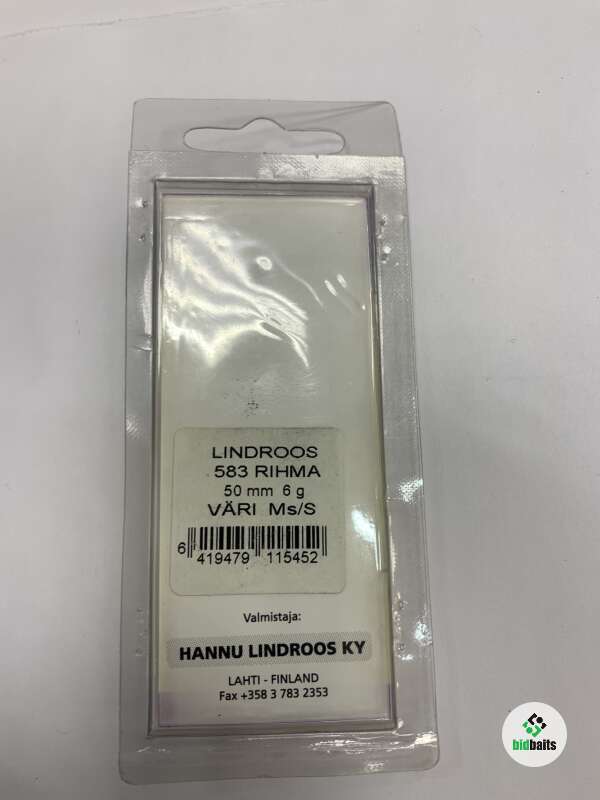 LINDROOS
583 RIHMA
50 mm 6 g
VÄRI Ms/S
6 419479 115452
Valmistaja:
HANNU LINDROOS KY
LAHTI - FINLAND
Fax +358 3 783 2353
bidbaits